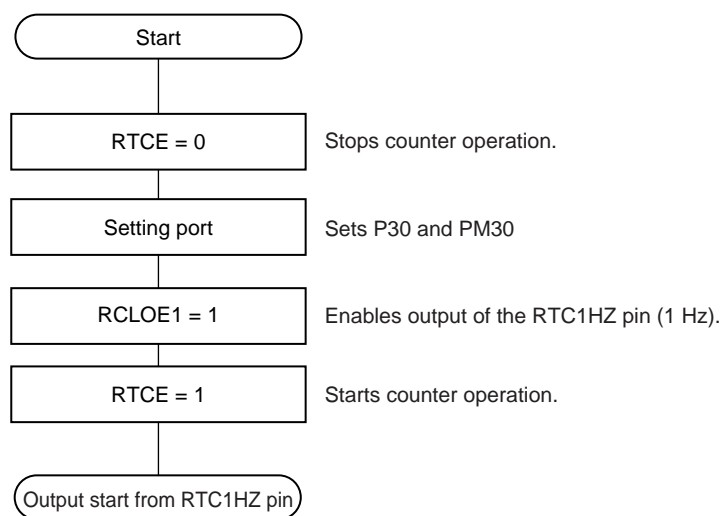 Start
RTCE = 0
Stops counter operation.
Setting port
Sets P30 and PM30
RCLOE1 = 1
Enables output of the RTC1HZ pin (1 Hz).
RTCE = 1
Starts counter operation.
Output start from RTC1HZ pin